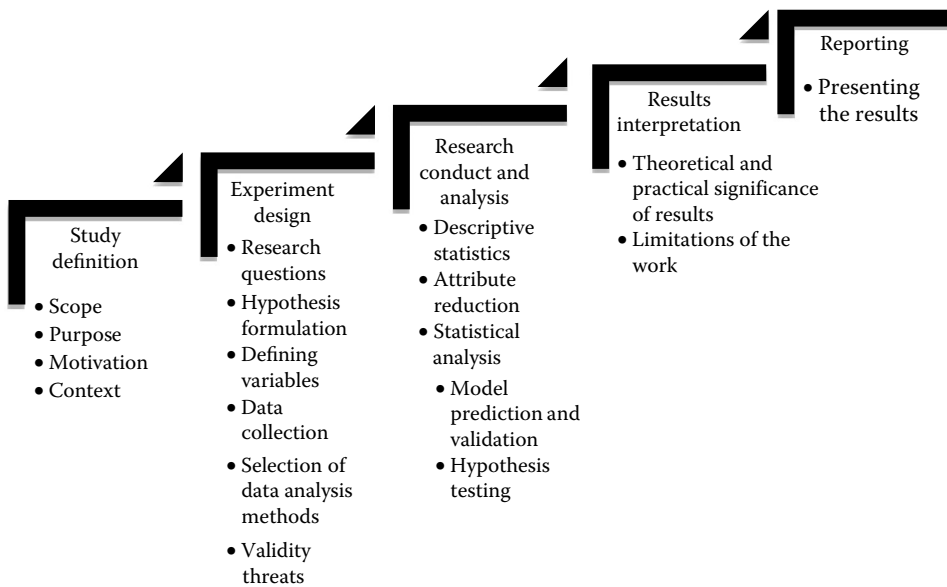 Study
definition
• Scope
• Purpose
• Motivation
• Context
Experiment
design
• Research
questions
• Hypothesis
formulation
• Defining
variables
• Data
collection
• Selection of
data analysis
methods
• Validity
threats
Research
conduct and
analysis
• Descriptive
statistics
• Attribute
reduction
• Statistical
analysis
• Model
prediction and
validation
• Hypothesis
testing
Results
interpretation
• Theoretical and
practical significance
of results
• Limitations of the
work
Reporting
• Presenting
the results